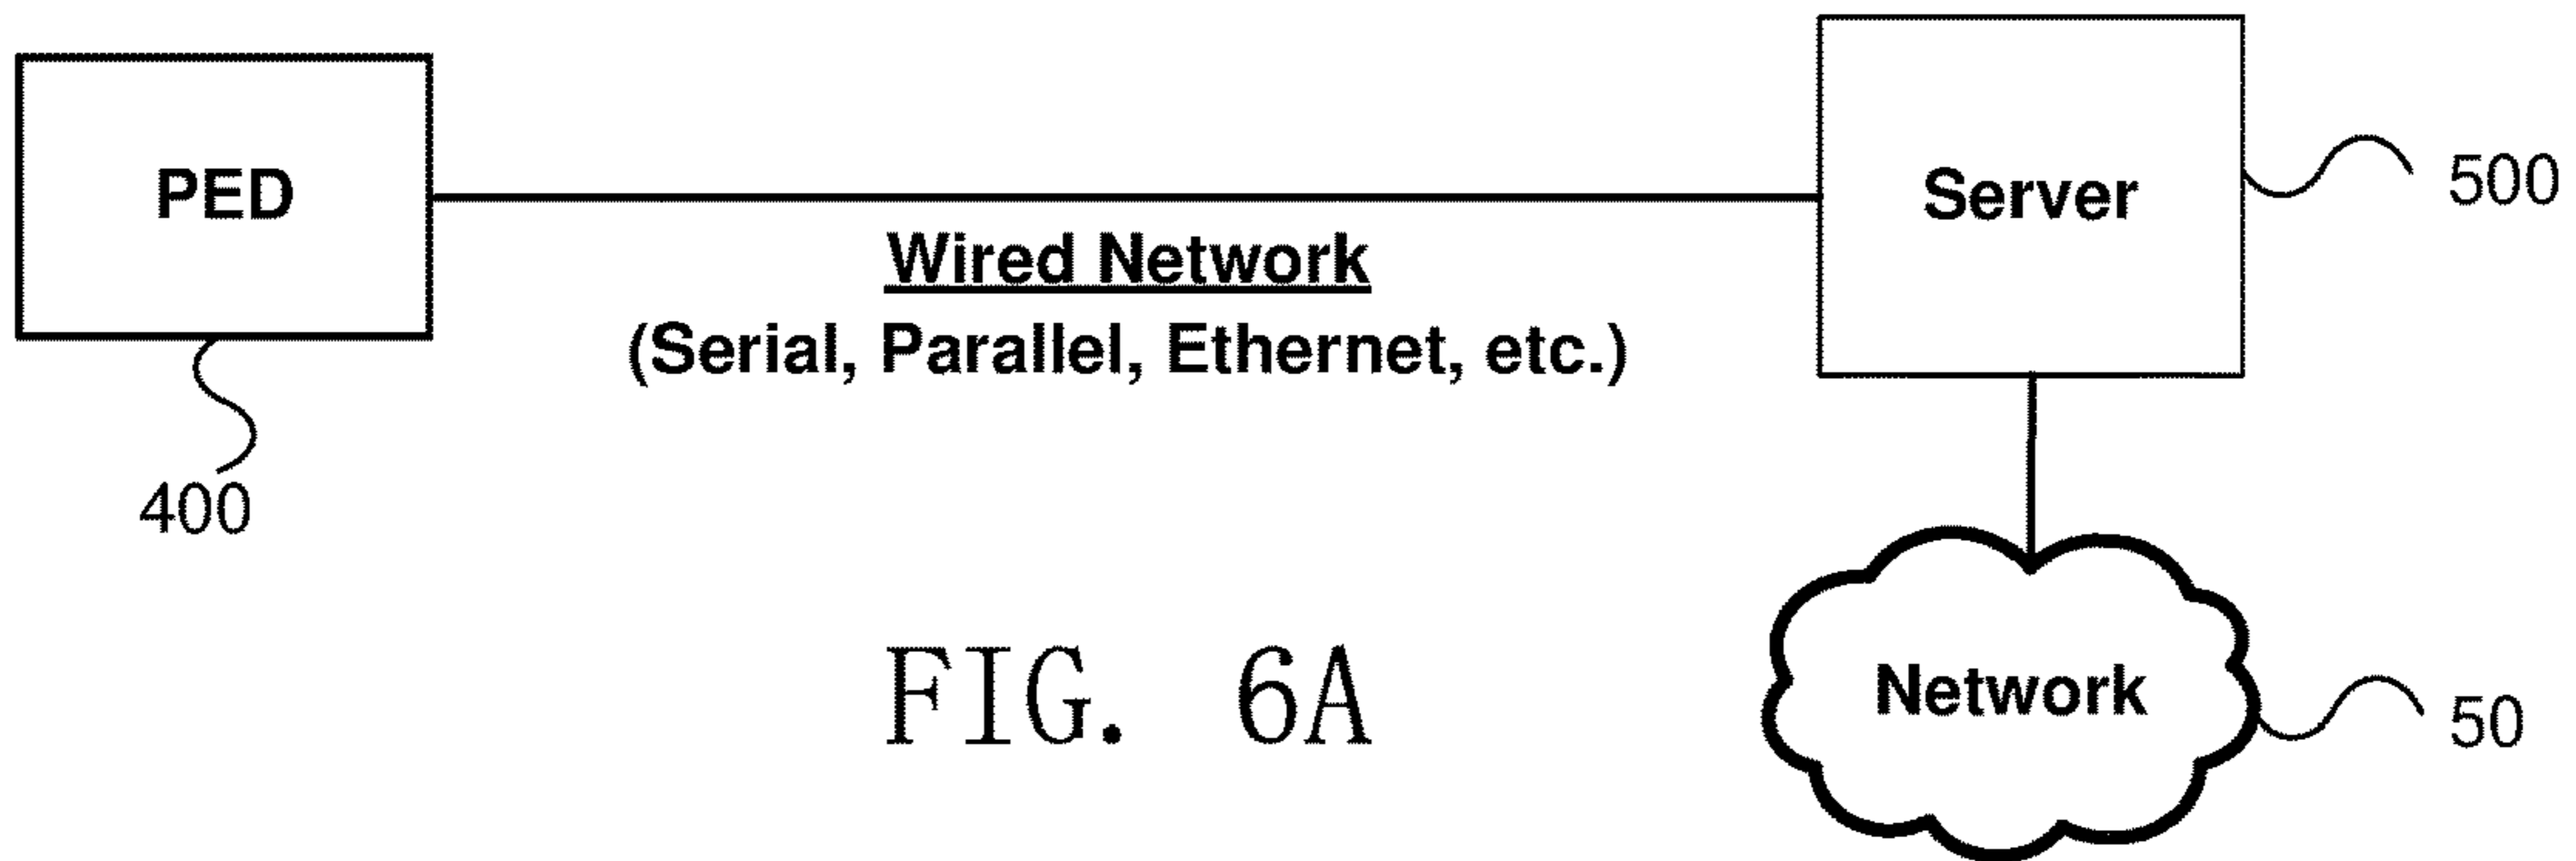 PED
Server
500
Wired Network
(Serial, Parallel, Ethernet, etc.)
400
Network
50
FIG. 6A